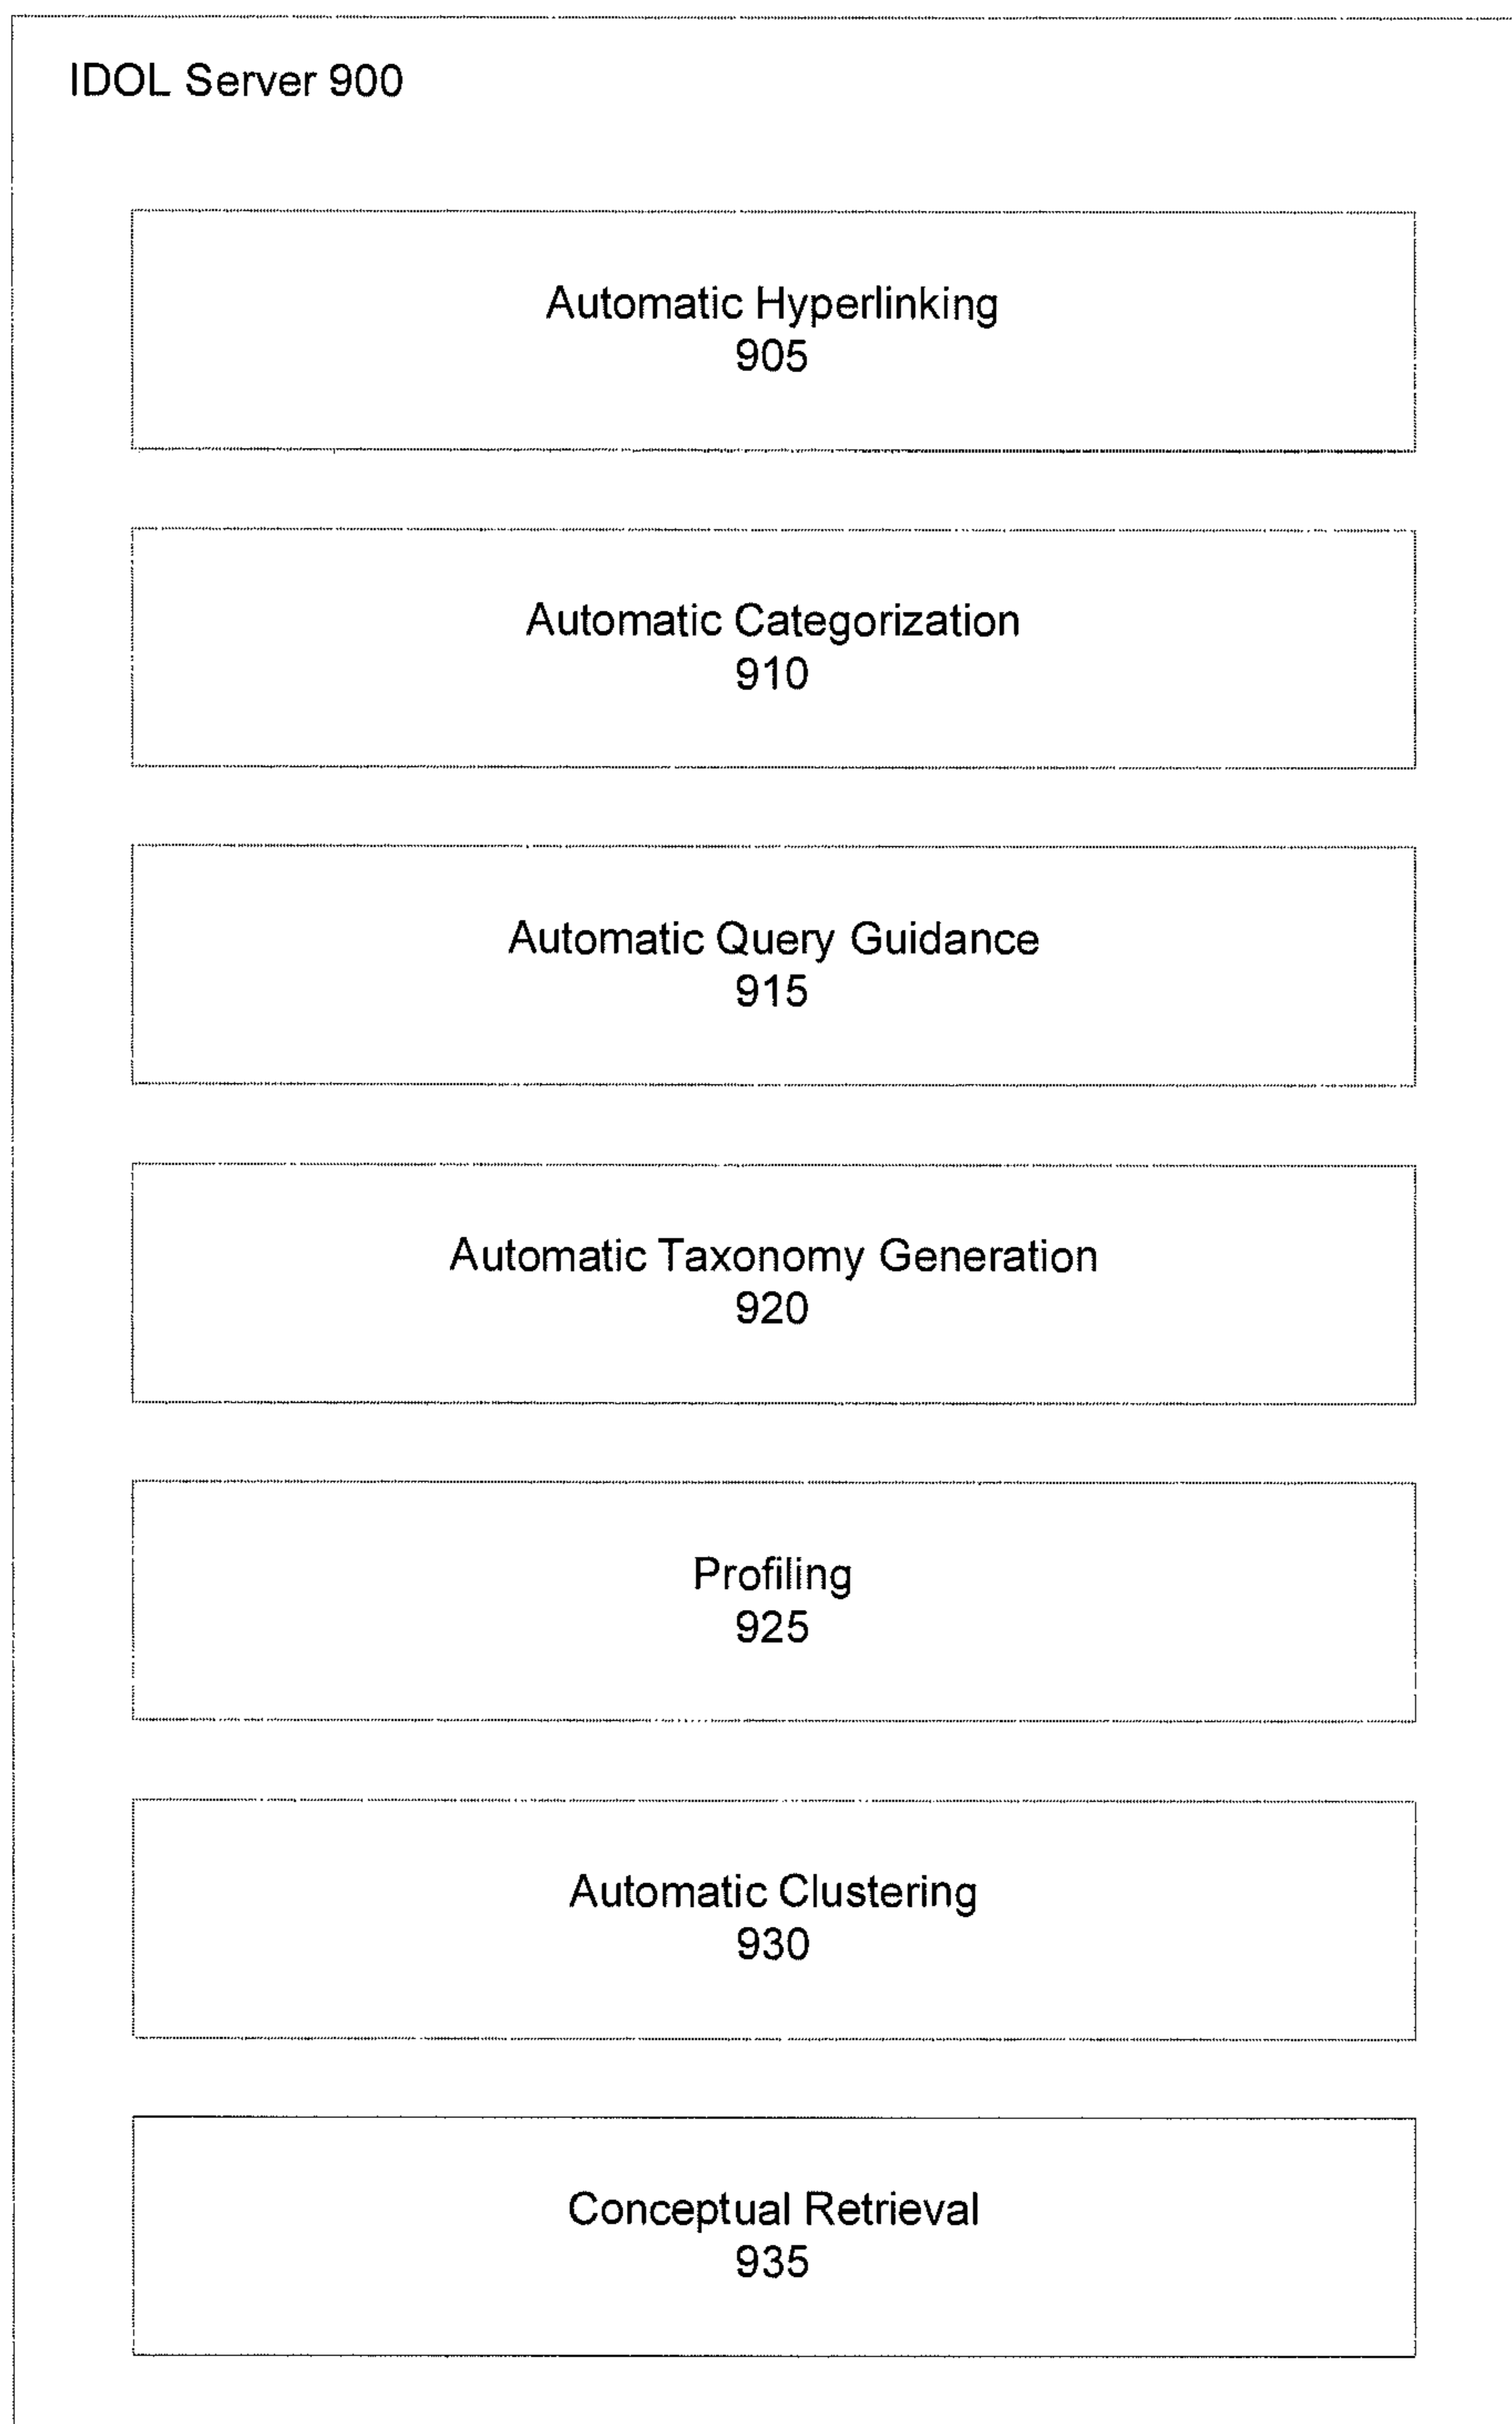 IDOL Server 900
Automatic Hyperlinking
905
Automatic Categorization
910
Automatic Query Guidance
915
Automatic Taxonomy Generation
920
Profiling
925
Automatic Clustering
930
Conceptual Retrieval
935